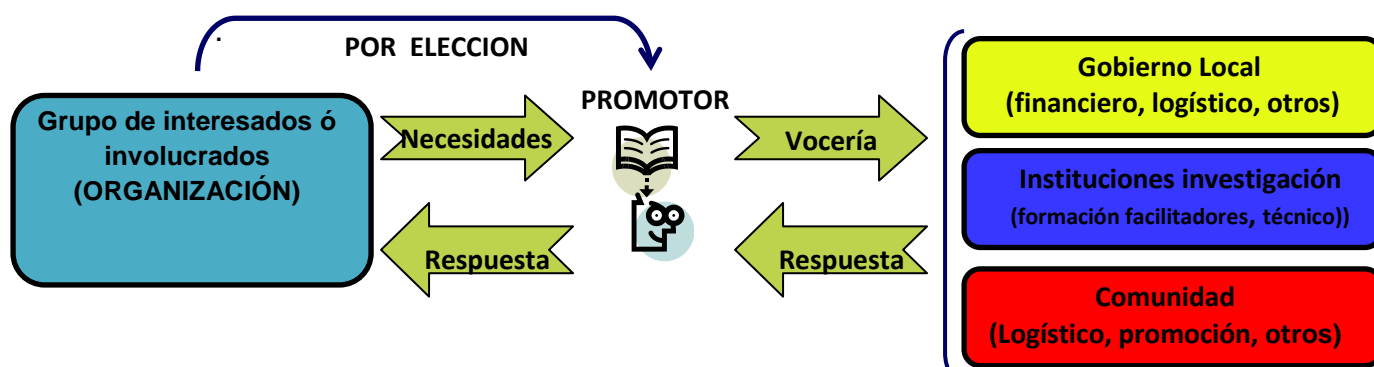 POR ELECCION
Grupo de interesados ó
involucrados
(ORGANIZACIÓN)
Necesidades
Respuesta
PROMOTOR
Vocería
Respuesta
Gobierno Local
(financiero, logístico, otros)
Instituciones investigación
(formación facilitadores, técnico))
Comunidad
(Logístico, promoción, otros)